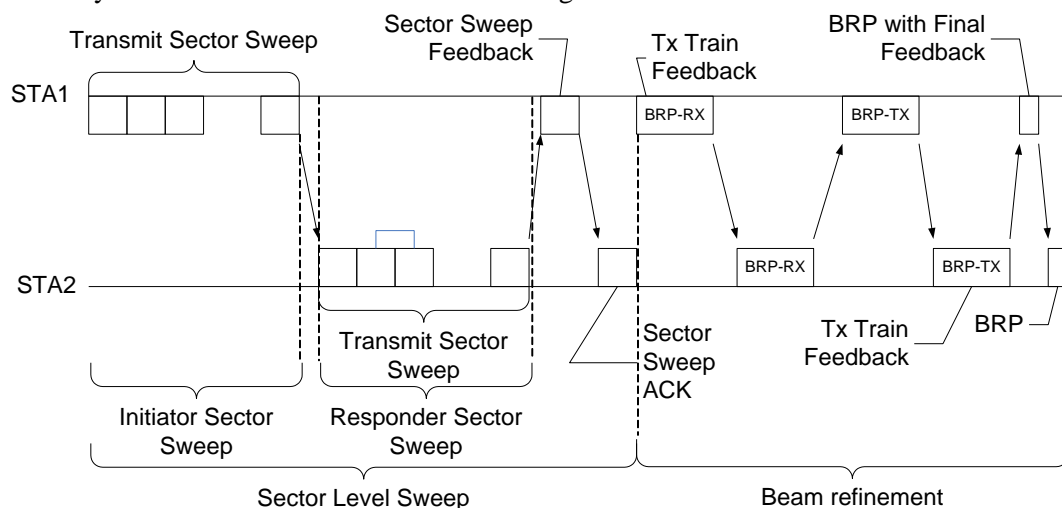 Transmit Sector Sweep
Sector Sweep
Feedback
Tx Train
Feedback
BRP with Final
Feedback
STA1
BRP-RX
BRP-TX
STA2
BRP-RX
BRP-TX
Transmit Sector
Sweep
Sector
Sweep
ACK
Tx Train
Feedback
BRP
Initiator Sector
Sweep
Responder Sector
Sweep
Sector Level Sweep
Beam refinement